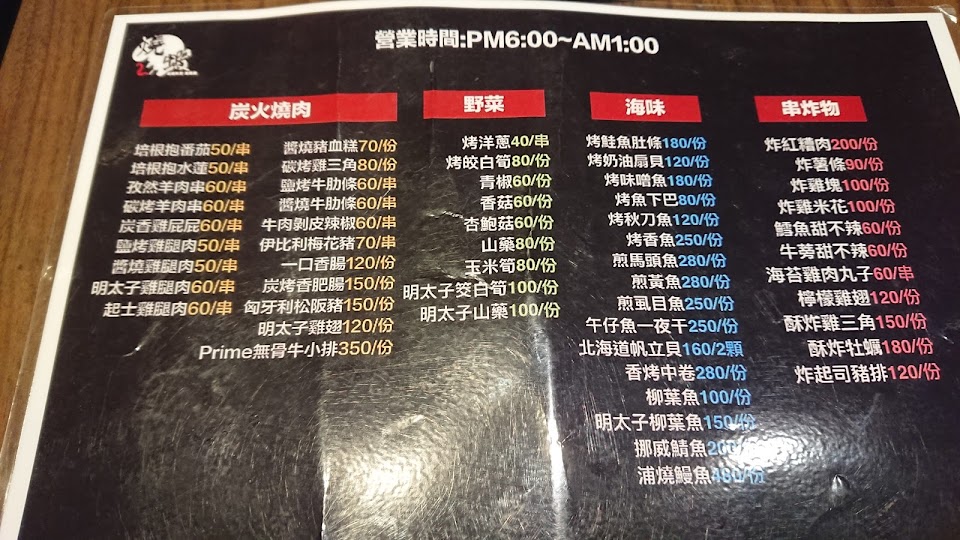 營業時間:PM6:00~AM1:00
炭火燒肉
培根抱番茄50/串
培根抱水蓮50/串
孜然羊肉串60/串
碳烤羊肉串60/串
炭香雞屁屁60/串
鹽烤雞腿肉50/串
醬燒雞腿肉50/串
明太子雞腿肉60/串
起士雞腿肉60/串
醬燒豬血糕70/份
碳烤雞三角80/份
鹽烤牛肋條60/串
醬燒牛肋條60/串
牛肉剝皮辣椒60/串
伊比利梅花豬70/串
一口香腸120/份
炭烤香肥腸150/份
匈牙利松阪豬150/份
明太子雞翅120/份
Prime無骨牛小排350/份
野菜
烤洋蔥40/串
烤皎白筍80/份
青椒60/份
香菇60/份
杏鮑菇60/份
山藥80/份
玉米筍80/份
明太子筊白筍100/份
明太子山藥100/份
海味
烤鮭魚肚條180/份
烤奶油扇貝120/份
烤味噌魚180/份
烤魚下巴80/份
烤秋刀魚120/份
烤香魚250/份
煎馬頭魚280/份
煎黃魚280/份
煎虱目魚250/份
午仔魚一夜干250/份
北海道帆立貝160/2顆
香烤中卷280/份
柳葉魚100/份
明太子柳葉魚150/份
挪威鯖魚
浦燒鰻魚
串炸物
炸紅糟肉200/份
炸薯條90/份
炸雞塊100/份
炸雞米花100/份
鱈魚甜不辣60/份
牛蒡甜不辣60/份
海苔雞肉丸子60/串
檸檬雞翅120/份
酥炸雞三角150/份
酥炸牡蠣180/份
炸起司豬排120/份